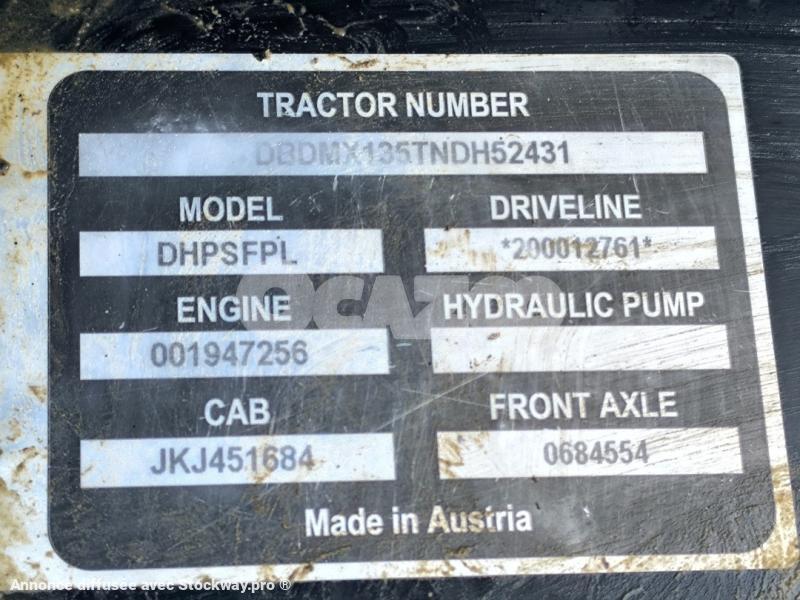 TRACTOR NUMBER
DBDMX135TNDH52431
MODEL
DRIVELINE
DHPSFPL
*200012761*
ENGINE
HYDRAULIC PUMP
001947256
CAB
FRONT AXLE
JKJ451684
0684554
Made in Austria
OCAZOO
Annonce diffusée avec Stockway.pro ®